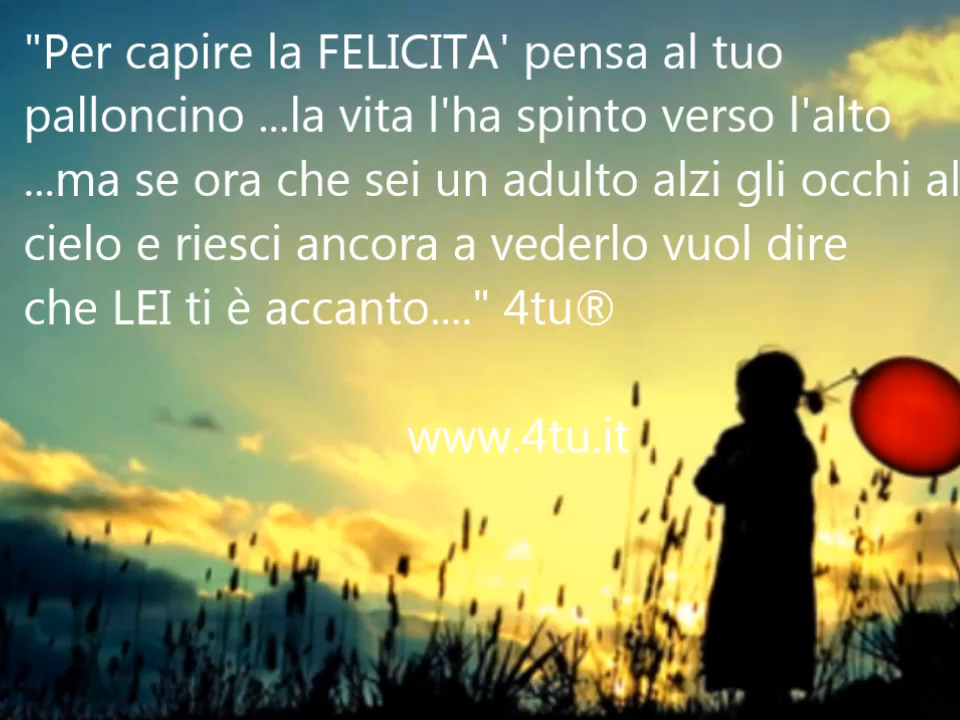 "Per capire la FELICITA' pensa al tuo
palloncino ...la vita l'ha spinto verso l'alto
...ma se ora che sei un adulto alzi gli occhi al
cielo e riesci ancora a vederlo vuol dire
che LEI ti è accanto...." 4tu®
www.4tu.it